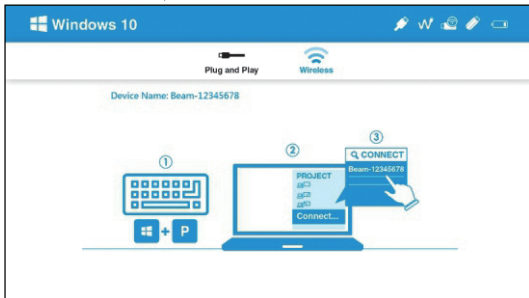 Windows 10
Plug and Play
Wireless
Device Name: Beam-12345678
①
②
③
CONNECT
PROJECT
Beam-12345678
Connect...
+ P